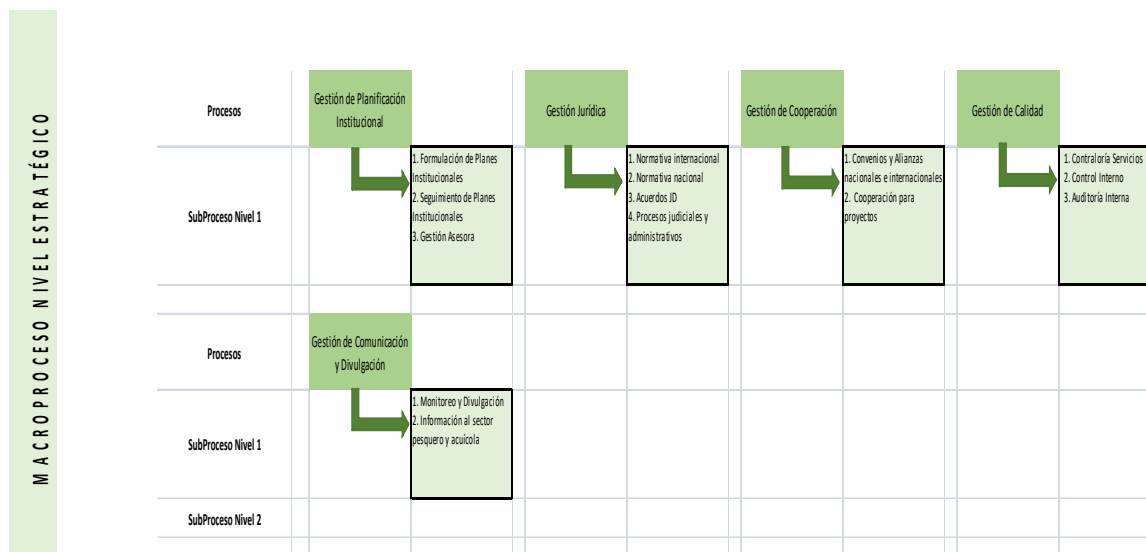 MACROPROCESO NIVEL ESTRATÉGICO
Procesos
Gestión de Planificación
Institucional
Gestión Jurídica
Gestión de Cooperación
Gestión de Calidad
SubProceso Nivel 1
1. Formulación de Planes
Institucionales
2. Seguimiento de Planes
Institucionales
3. Gestión Asesora
1. Normativa internacional
2. Normativa nacional
3. Acuerdos JD
4. Procesos judiciales y
administrativos
1. Convenios y Alianzas
nacionales e internacionales
2. Cooperación para
proyectos
1. Contraloría Servicios
2. Control Interno
3. Auditoría Interna
Procesos
Gestión de Comunicación
y Divulgación
SubProceso Nivel 1
1. Monitoreo y Divulgación
2. Información al sector
pesquero y acuícola
SubProceso Nivel 2